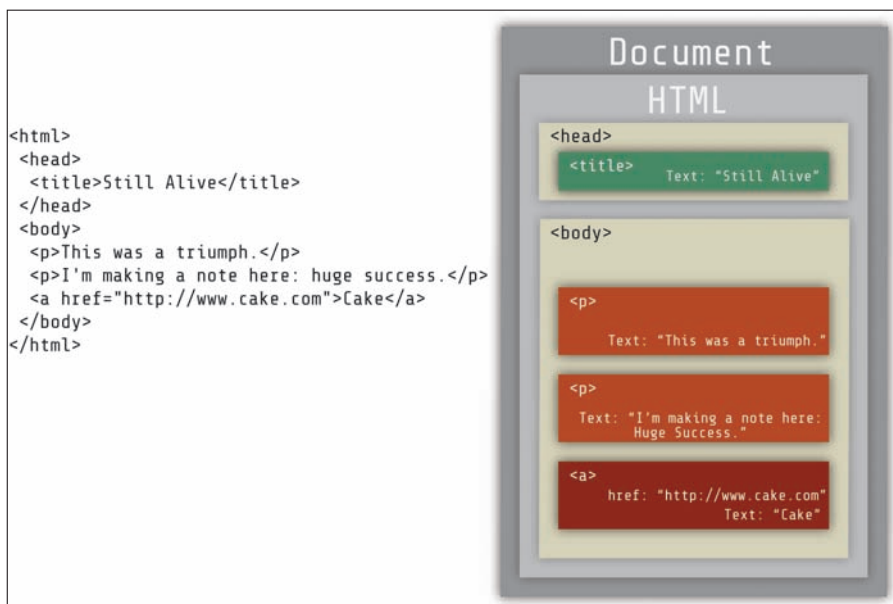 <html>
<head>
<title>Still Alive</title>
</head>
<body>
<p>This was a triumph.</p>
<p>I'm making a note here: huge success.</p>
<a href="http://www.cake.com">Cake</a>
</body>
</html>
Document
HTML
<head>
<title>
Text: “Still Alive”
<body>
<p>
Text: “This was a triumph.”
<p>
Text: “I’m making a note here:
Huge Success.”
<a>
href: “http://www.cake.com”
Text: “Cake”